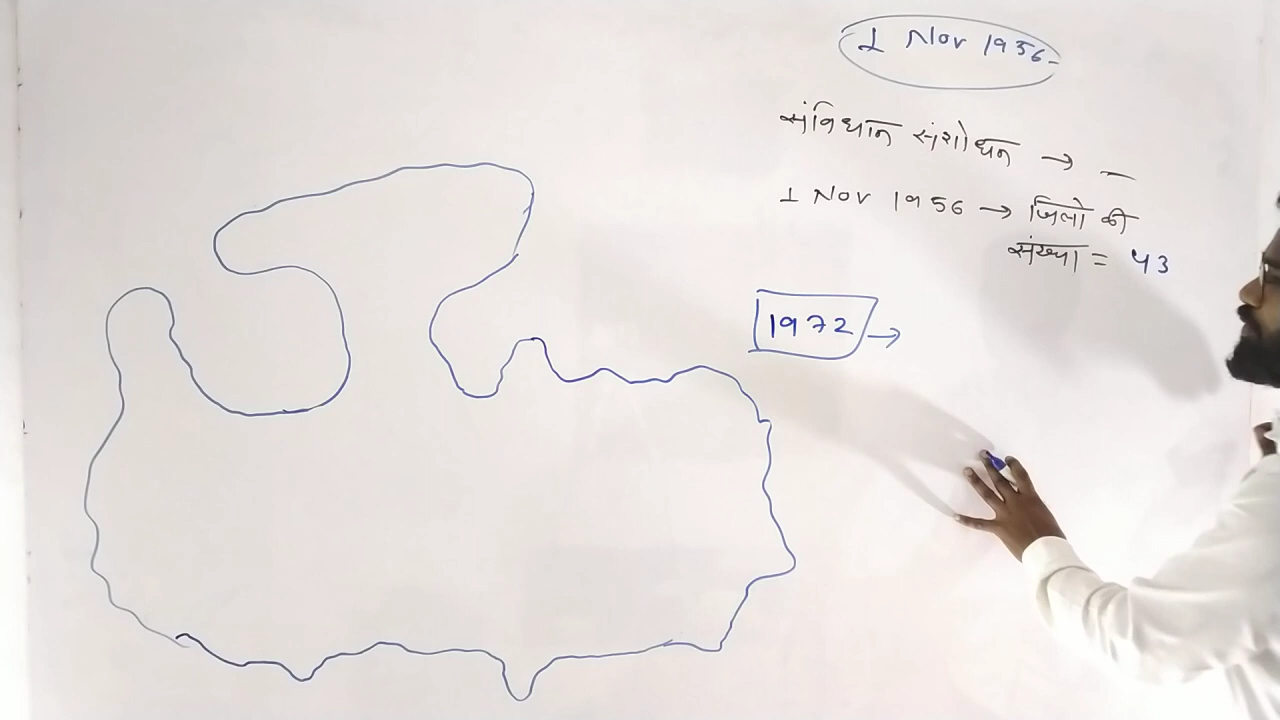 1 Nov 1956-
संविधान संशोधन → -
1 Nov 1956 → जिलो की
संख्या = 43
1972 →